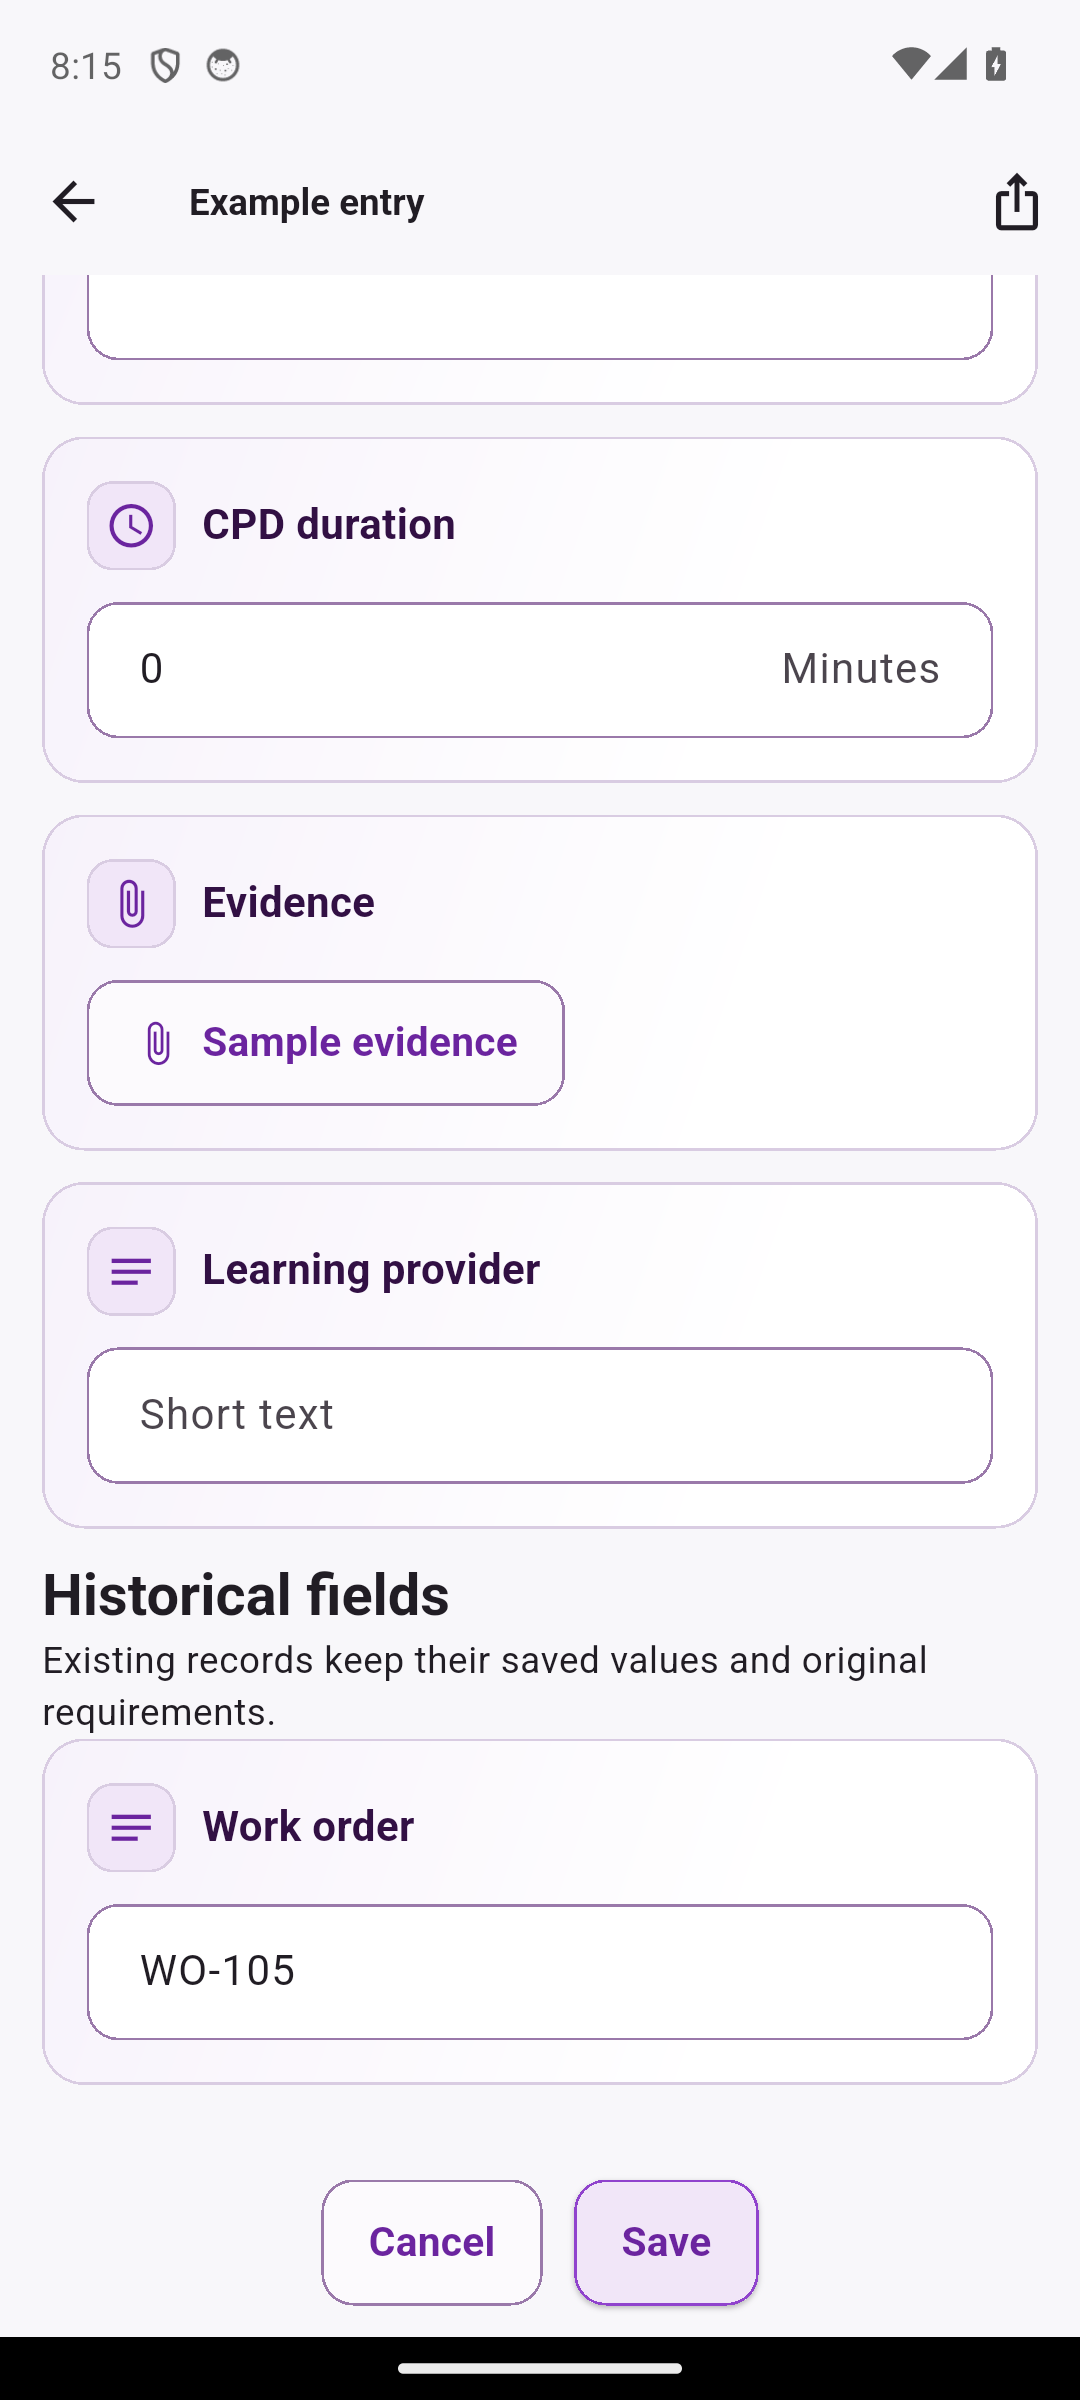 8:15
Example entry
CPD duration
0 Minutes
Evidence
Sample evidence
Learning provider
Short text
Historical fields
Existing records keep their saved values and original
requirements.
Work order
WO-105
Cancel Save